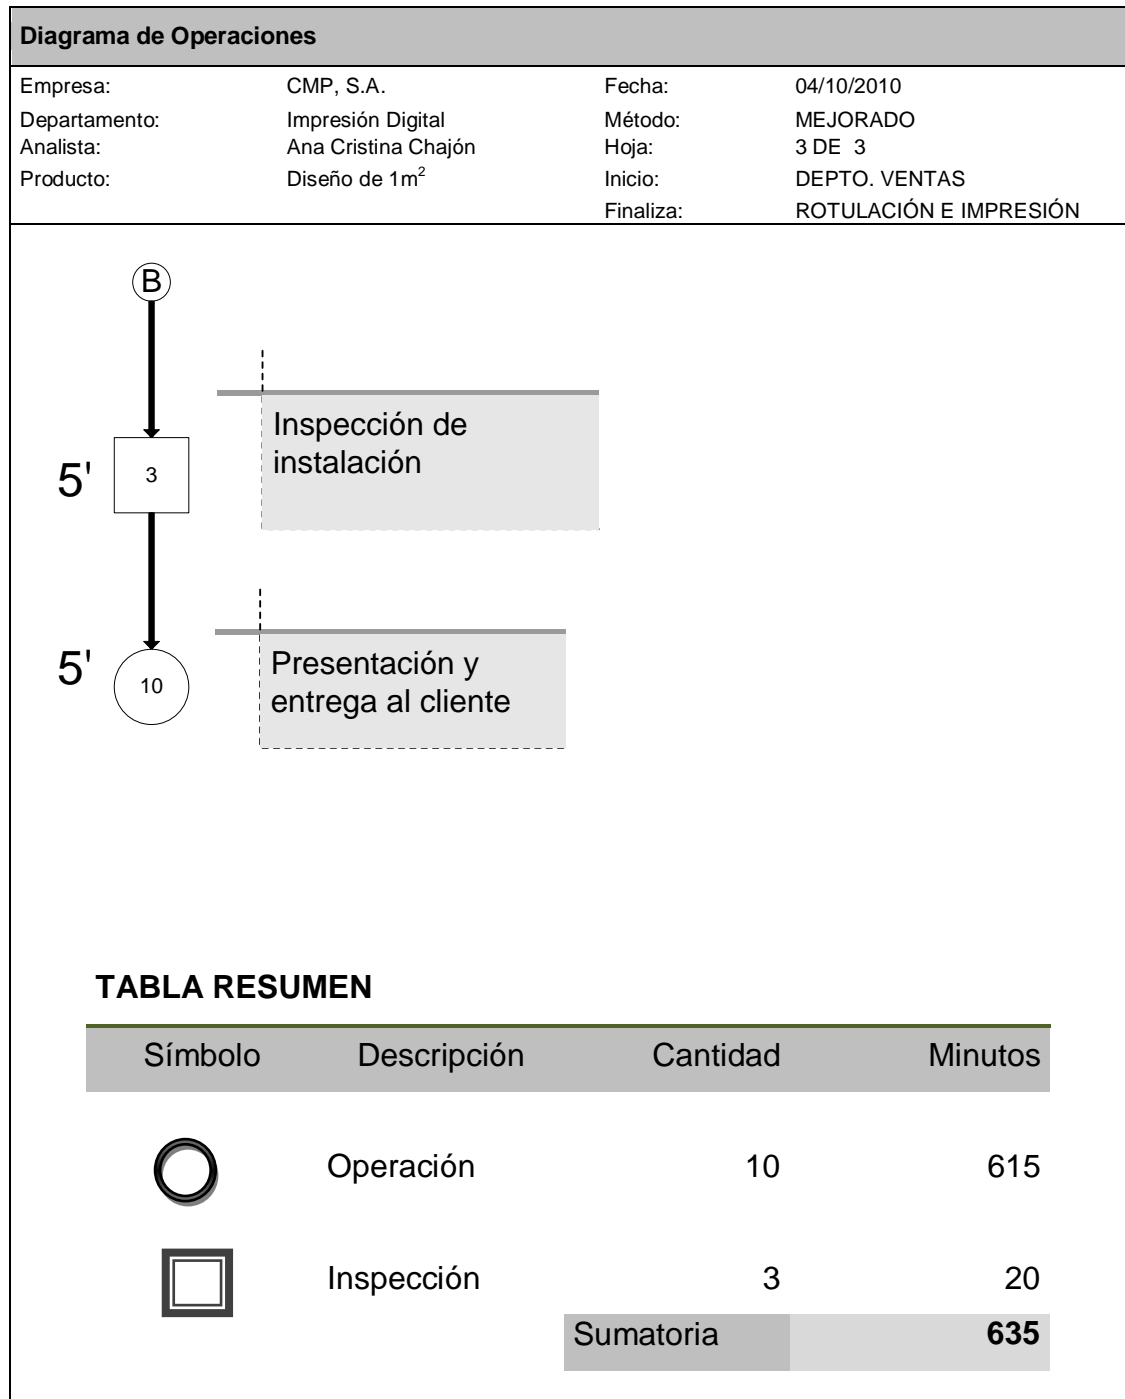 Diagrama de Operaciones
Empresa: CMP, S.A. Fecha: 04/10/2010
Departamento: Impresión Digital Método: MEJORADO
Analista: Ana Cristina Chajón Hoja: 3 DE 3
Producto: Diseño de 1m² Inicio: DEPTO. VENTAS
Finaliza: ROTULACIÓN E IMPRESIÓN
B
Inspección de
instalación
5' 3
Presentación y
entrega al cliente
5' 10
TABLA RESUMEN
Símbolo Descripción Cantidad Minutos
Operación 10 615
Inspección 3 20
Sumatoria 635